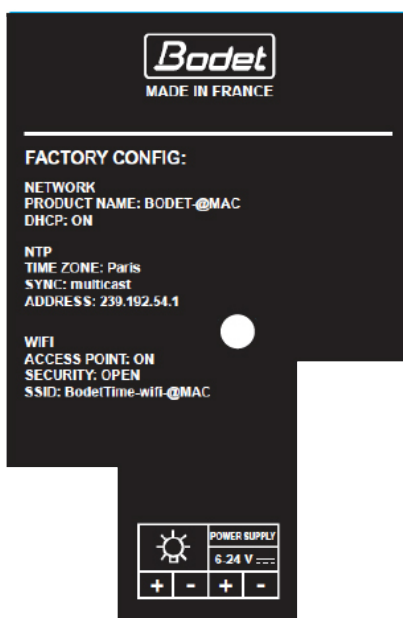 Bodet
MADE IN FRANCE
FACTORY CONFIG:
NETWORK
PRODUCT NAME: BODET-@MAC
DHCP: ON
NTP
TIME ZONE: Paris
SYNC: multicast
ADDRESS: 239.192.54.1
WIFI
ACCESS POINT: ON
SECURITY: OPEN
SSID: BodetTime-wifi-@MAC
POWER SUPPLY
6-24 V ⎓
+ - + -